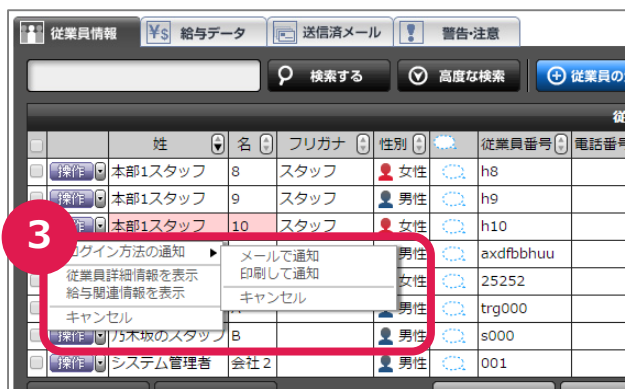 従業員情報 ¥$ 給与データ 送信済メール 警告・注意
検索する 高度な検索 従業員の
姓 名 フリガナ 性別 従業員番号 電話番号
操作 本部1スタッフ 8 スタッフ 女性 h8
操作 本部1スタッフ 9 スタッフ 男性 h9
操作 本部1スタッフ 10 スタッフ 女性 h10
3
ログイン方法の通知 メールで通知 男性 axdfbbhuu
従業員詳細情報を表示 印刷して通知 女性 25252
給与関連情報を表示 キャンセル 男性 trg000
キャンセル
操作 乃木坂のスタッフ B 男性 s000
操作 システム管理者 会社2 男性 001